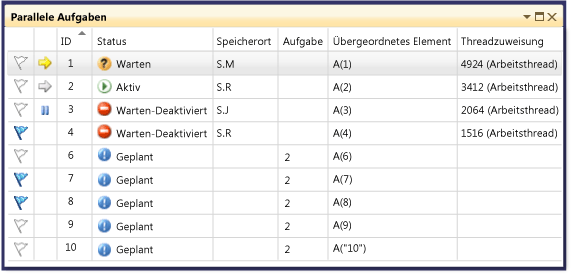 Parallele Aufgaben
ID Status Speicherort Aufgabe Übergeordnetes Element Threadzuweisung
1 Warten S.M A(1) 4924 (Arbeitsthread)
2 Aktiv S.R A(2) 3412 (Arbeitsthread)
3 Warten-Deaktiviert S.J A(3) 2064 (Arbeitsthread)
4 Warten-Deaktiviert S.R A(4) 1516 (Arbeitsthread)
6 Geplant 2 A(6)
7 Geplant 2 A(7)
8 Geplant 2 A(8)
9 Geplant 2 A(9)
10 Geplant 2 A("10")